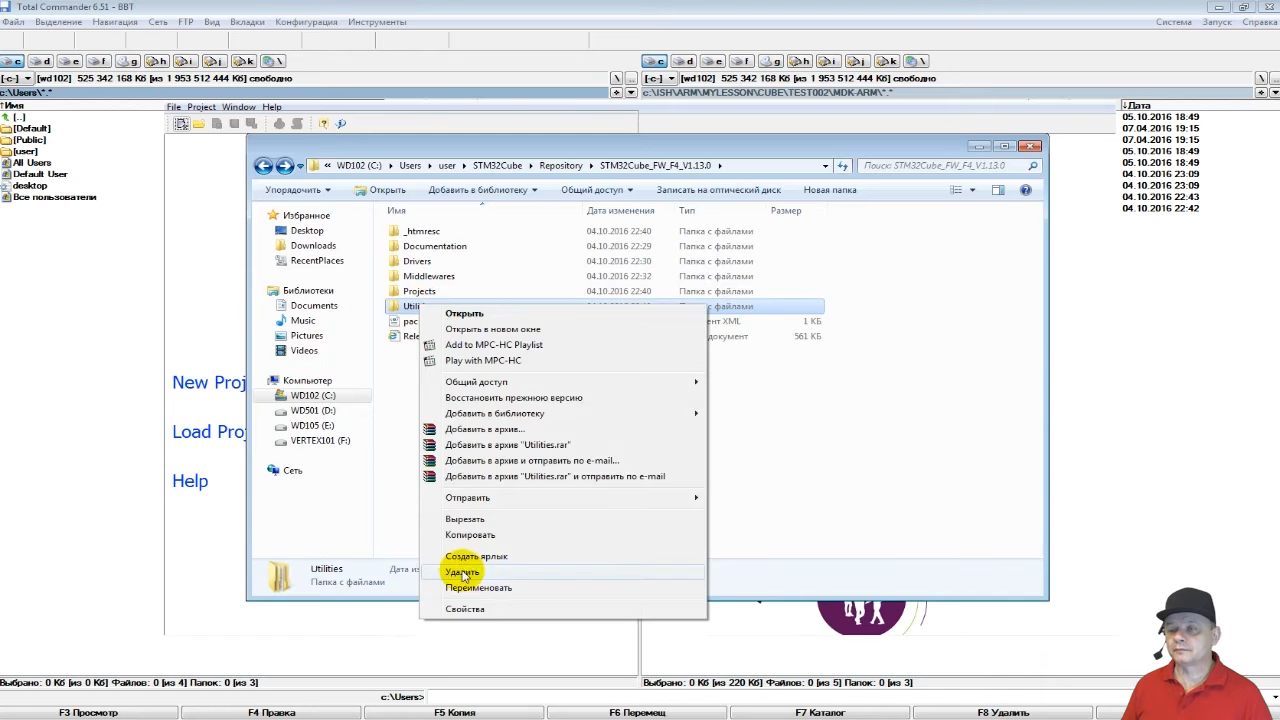 Total Commander 6.51 - BBT
Файл Выделение Навигация Сеть FTP Вид Вкладки Конфигурация Инструменты Система Запуск Справка
c d e f g h i j k \ c d e f g h i j k \
[-c-] [wd102] 525 342 168 Кб [из 1 953 512 444 Кб] свободно \ .. [-c-] [wd102] 525 342 168 Кб [из 1 953 512 444 Кб] свободно \ ..
c:\Users\*.* c:\ISH\ARM\MYLESSON\CUBE\TEST002\MDK-ARM\*.*
Имя
[..]
[Default]
[Public]
[user]
All Users
Default User
desktop
Все пользователи
File Project Window Help
New Proj
Load Proj
Help
WD102 (C:) Users user STM32Cube Repository STM32Cube_FW_F4_V1.13.0 Поиск: STM32Cube_FW_F4_V1.13.0
Упорядочить Открыть Добавить в библиотеку Общий доступ Записать на оптический диск Новая папка
Избранное
Desktop
Downloads
RecentPlaces
Библиотеки
Documents
Music
Pictures
Videos
Компьютер
WD102 (C:)
WD501 (D:)
WD105 (E:)
VERTEX101 (F:)
Сеть
Имя Дата изменения Тип Размер
_htmresc 04.10.2016 22:40 Папка с файлами
Documentation 04.10.2016 22:29 Папка с файлами
Drivers 04.10.2016 22:30 Папка с файлами
Middlewares 04.10.2016 22:32 Папка с файлами
Projects 04.10.2016 22:40 Папка с файлами
Utili с файлами
pac ент XML 1 КБ
Rele документ 561 КБ
Открыть
Открыть в новом окне
Add to MPC-HC Playlist
Play with MPC-HC
Общий доступ
Восстановить прежнюю версию
Добавить в библиотеку
Добавить в архив...
Добавить в архив "Utilities.rar"
Добавить в архив и отправить по e-mail...
Добавить в архив "Utilities.rar" и отправить по e-mail
Отправить
Вырезать
Копировать
Создать ярлык
Удалить
Переименовать
Свойства
Utilities Дата из
Папка с файлами
Дата
05.10.2016 18:49
07.04.2016 19:15
07.04.2016 19:15
05.10.2016 18:49
05.10.2016 18:49
04.10.2016 23:09
04.10.2016 23:09
04.10.2016 22:43
04.10.2016 22:42
Выбрано: 0 Кб [из 0 Кб] Файлов: 0 [из 4] Папок: 0 [из 3] Выбрано: 0 Кб [из 220 Кб] Файлов: 0 [из 5] Папок: 0 [из 3]
c:\Users>
F3 Просмотр F4 Правка F5 Копия F6 Перемещ F7 Каталог F8 Удалить